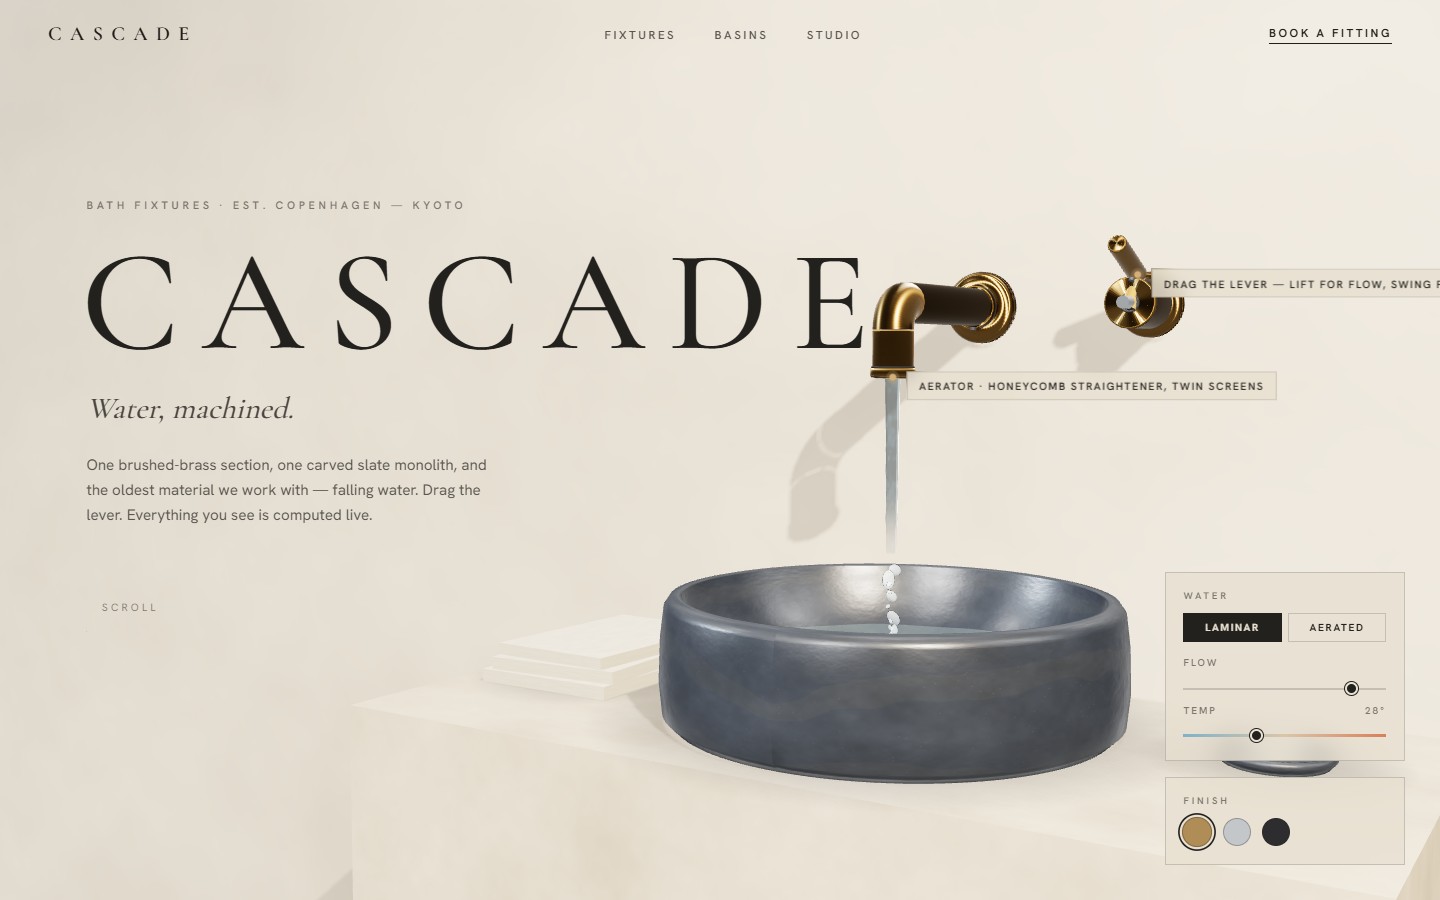 CASCADE
FIXTURES BASINS STUDIO
BOOK A FITTING
BATH FIXTURES · EST. COPENHAGEN — KYOTO
CASCADE
DRAG THE LEVER — LIFT FOR FLOW, SWING
AERATOR · HONEYCOMB STRAIGHTENER, TWIN SCREENS
Water, machined.
One brushed-brass section, one carved slate monolith, and
the oldest material we work with — falling water. Drag the
lever. Everything you see is computed live.
SCROLL
WATER
LAMINAR AERATED
FLOW
TEMP 28°
FINISH